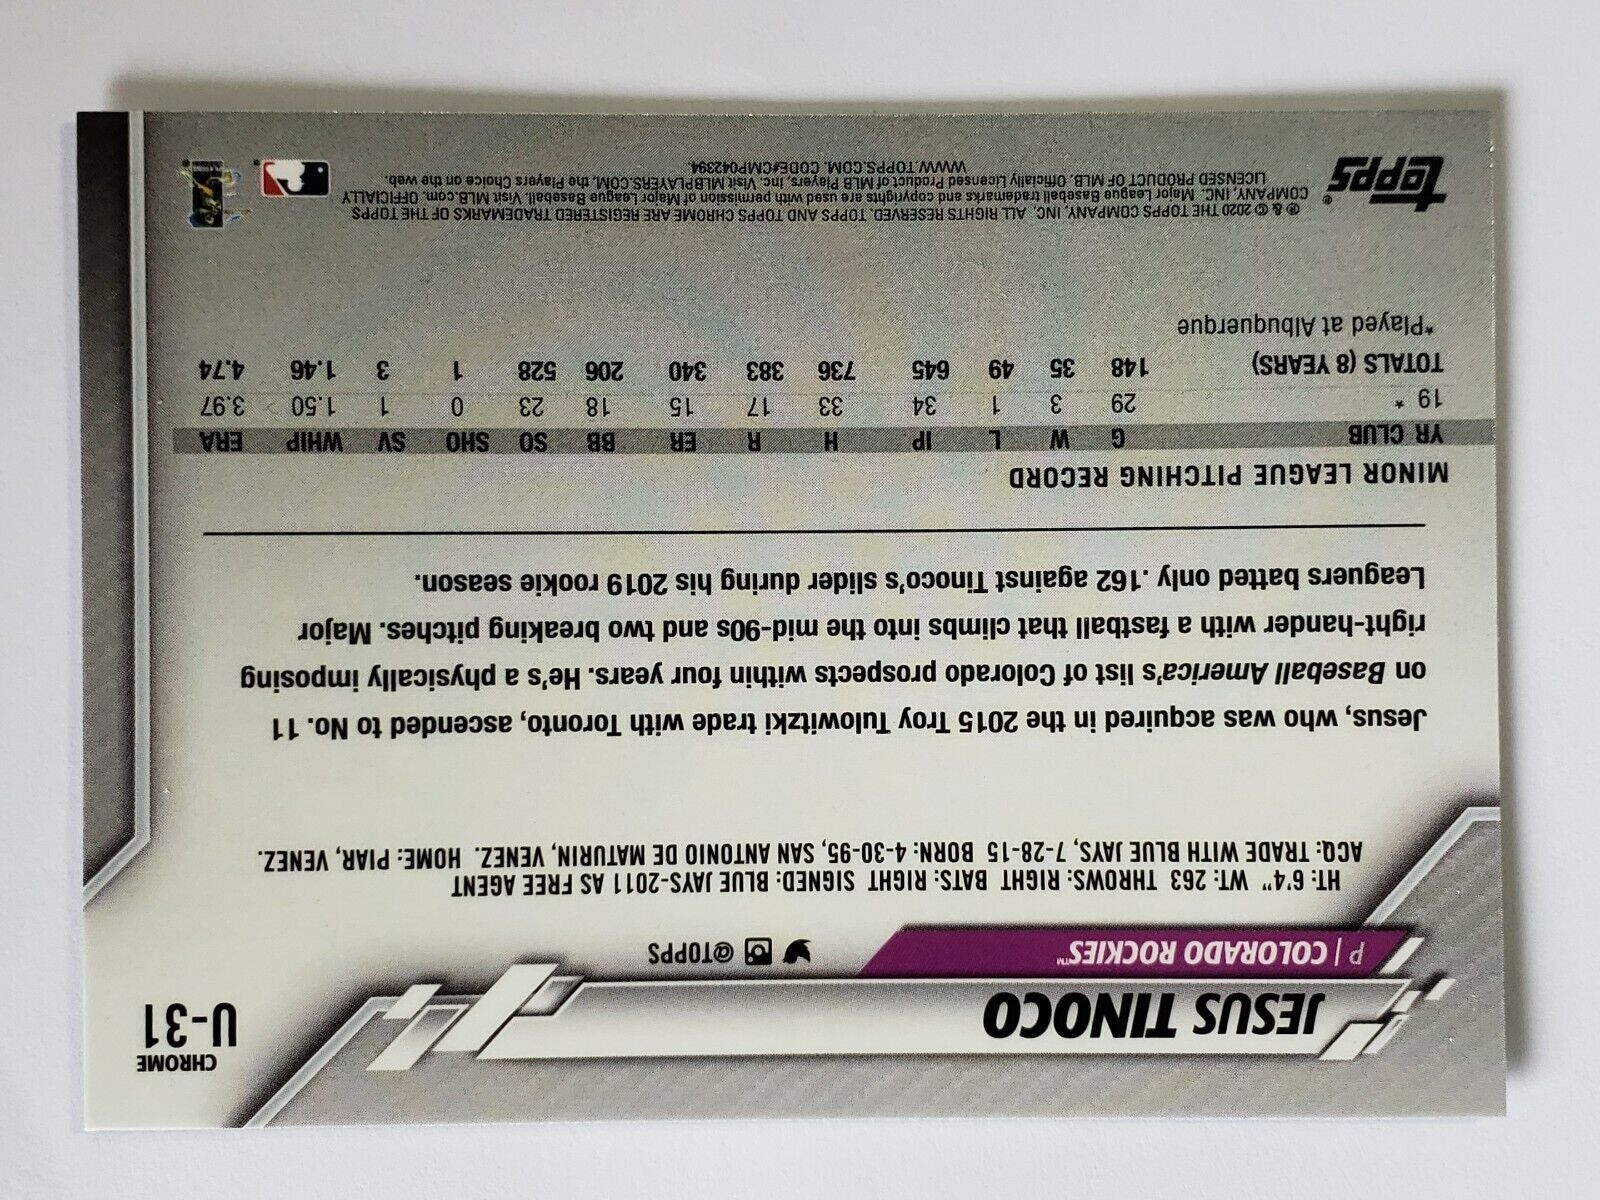 CHROME
U-31
JESUS TINOCO
P | COLORADO ROCKIES™
@TOPPS
HT: 6'4" WT: 263 THROWS: RIGHT BATS: RIGHT SIGNED: BLUE JAYS-2011 AS FREE AGENT
ACQ: TRADE WITH BLUE JAYS, 7-28-15 BORN: 4-30-95, SAN ANTONIO DE MATURIN, VENEZ. HOME: PIAR, VENEZ.
Jesus, who was acquired in the 2015 Troy Tulowitzki trade with Toronto, ascended to No. 11
on Baseball America's list of Colorado prospects within four years. He's a physically imposing
right-hander with a fastball that climbs into the mid-90s and two breaking pitches. Major
Leaguers batted only .162 against Tinoco's slider during his 2019 rookie season.
MINOR LEAGUE PITCHING RECORD
YR CLUB G W L IP H R ER BB SO SHO SV WHIP ERA
19 * 29 3 1 34 33 17 15 18 23 0 1 1.50 3.97
TOTALS (8 YEARS) 148 35 49 645 736 383 340 206 528 1 3 1.46 4.74
*Played at Albuquerque
Topps®
℗ & © 2020 THE TOPPS COMPANY, INC. ALL RIGHTS RESERVED. TOPPS AND TOPPS CHROME ARE REGISTERED TRADEMARKS OF THE TOPPS
COMPANY, INC. Major League Baseball trademarks and copyrights are used with permission of Major League Baseball. Visit MLB.com. OFFICIALLY
LICENSED PRODUCT OF MLB. Officially Licensed Product of MLB Players, Inc. Visit MLBPLAYERS.COM, the Players Choice on the web.
WWW.TOPPS.COM. CODE#CMP042394.